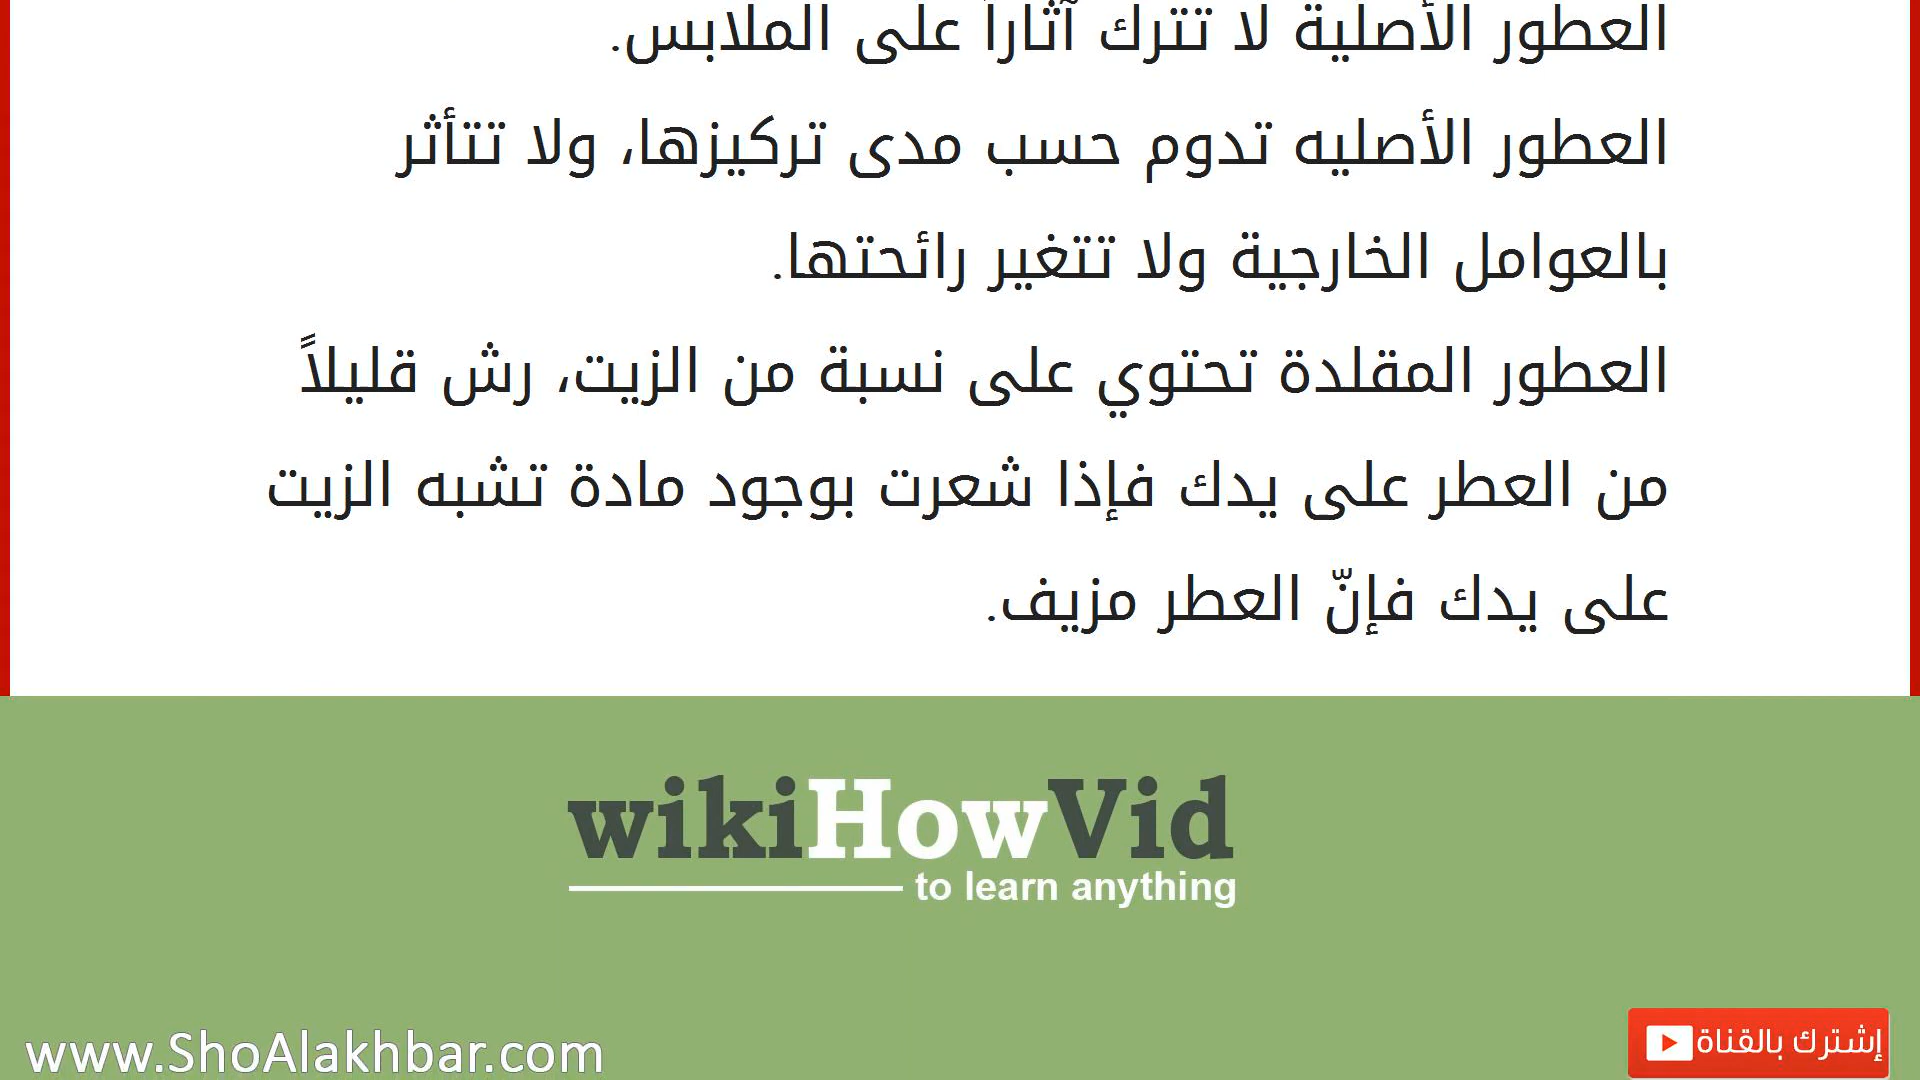 العطور الأصلية لا تترك آثاراً على الملابس.
العطور الأصليه تدوم حسب مدى تركيزها، ولا تتأثر
بالعوامل الخارجية ولا تتغير رائحتها.
العطور المقلدة تحتوي على نسبة من الزيت، رش قليلاً
من العطر على يدك فإذا شعرت بوجود مادة تشبه الزيت
على يدك فإنّ العطر مزيف.
wikiHowVid
to learn anything
www.ShoAlakhbar.com
إشترك بالقناة